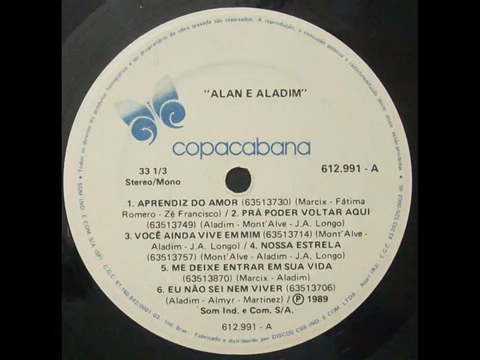 "ALAN E ALADIM"
copacabana
33 1/3
Stereo/Mono
612.991 - A
1. APRENDIZ DO AMOR (63513730) (Marcix - Fátima
Romero - Zé Francisco) / 2. PRÁ PODER VOLTAR AQUI
(63513749) (Aladim - Mont'Alve - J.A. Longo)
3. VOCÊ AINDA VIVE EM MIM (63513714) (Mont'Alve -
Aladim - J.A. Longo) / 4. NOSSA ESTRELA
(63513757) (Mont'Alve - Aladim - J.A. Longo)
5. ME DEIXE ENTRAR EM SUA VIDA
(63513870) (Marcix - Aladim)
6. EU NÃO SEI NEM VIVER (63513706)
(Aladim - Almyr - Martinez) / Ⓟ 1989
Som Ind. e Com. S/A.
612.991 - A